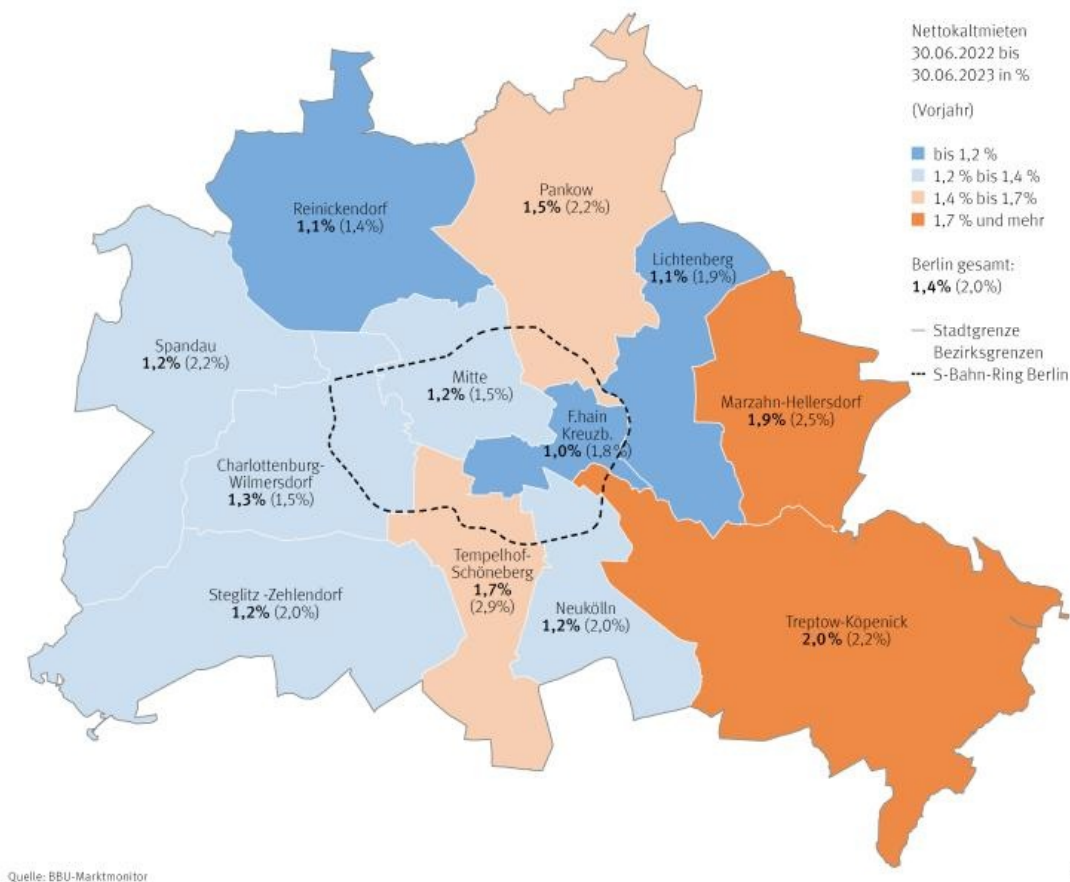 Nettokaltmieten
30.06.2022 bis
30.06.2023 in %
(Vorjahr)
bis 1,2 %
1,2 % bis 1,4 %
1,4 % bis 1,7%
1,7 % und mehr
Berlin gesamt:
1,4% (2,0%)
Stadtgrenze
Bezirksgrenzen
S-Bahn-Ring Berlin
Pankow
1,5% (2,2%)
Reinickendorf
1,1% (1,4%)
Lichtenberg
1,1% (1,9%)
Spandau
1,2% (2,2%)
Mitte
1,2% (1,5%)
Marzahn-Hellersdorf
1,9% (2,5%)
F.hain
Kreuzb.
1,0% (1,8%)
Charlottenburg-
Wilmersdorf
1,3% (1,5%)
Tempelhof-
Schöneberg
1,7%
(2,9%)
Steglitz -Zehlendorf
1,2% (2,0%)
Neukölln
1,2% (2,0%)
Treptow-Köpenick
2,0% (2,2%)
Quelle: BBU-Marktmonitor